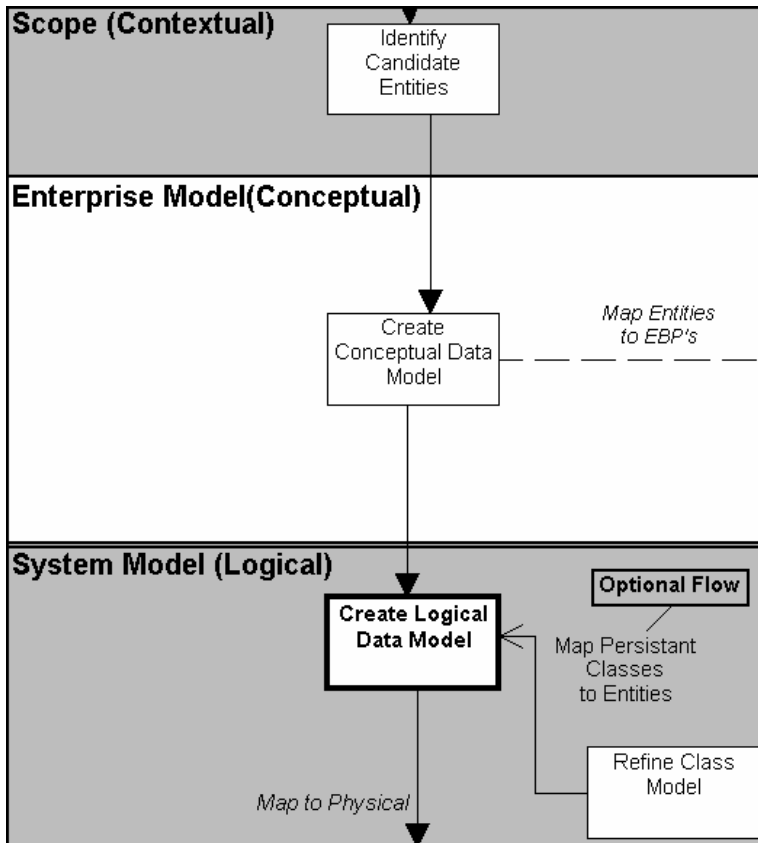 Scope (Contextual)
Identify
Candidate
Entities
Enterprise Model(Conceptual)
Create
Conceptual Data
Model
Map Entities
to EBP's
System Model (Logical)
Create Logical
Data Model
Optional Flow
Map Persistant
Classes
to Entities
Refine Class
Model
Map to Physical